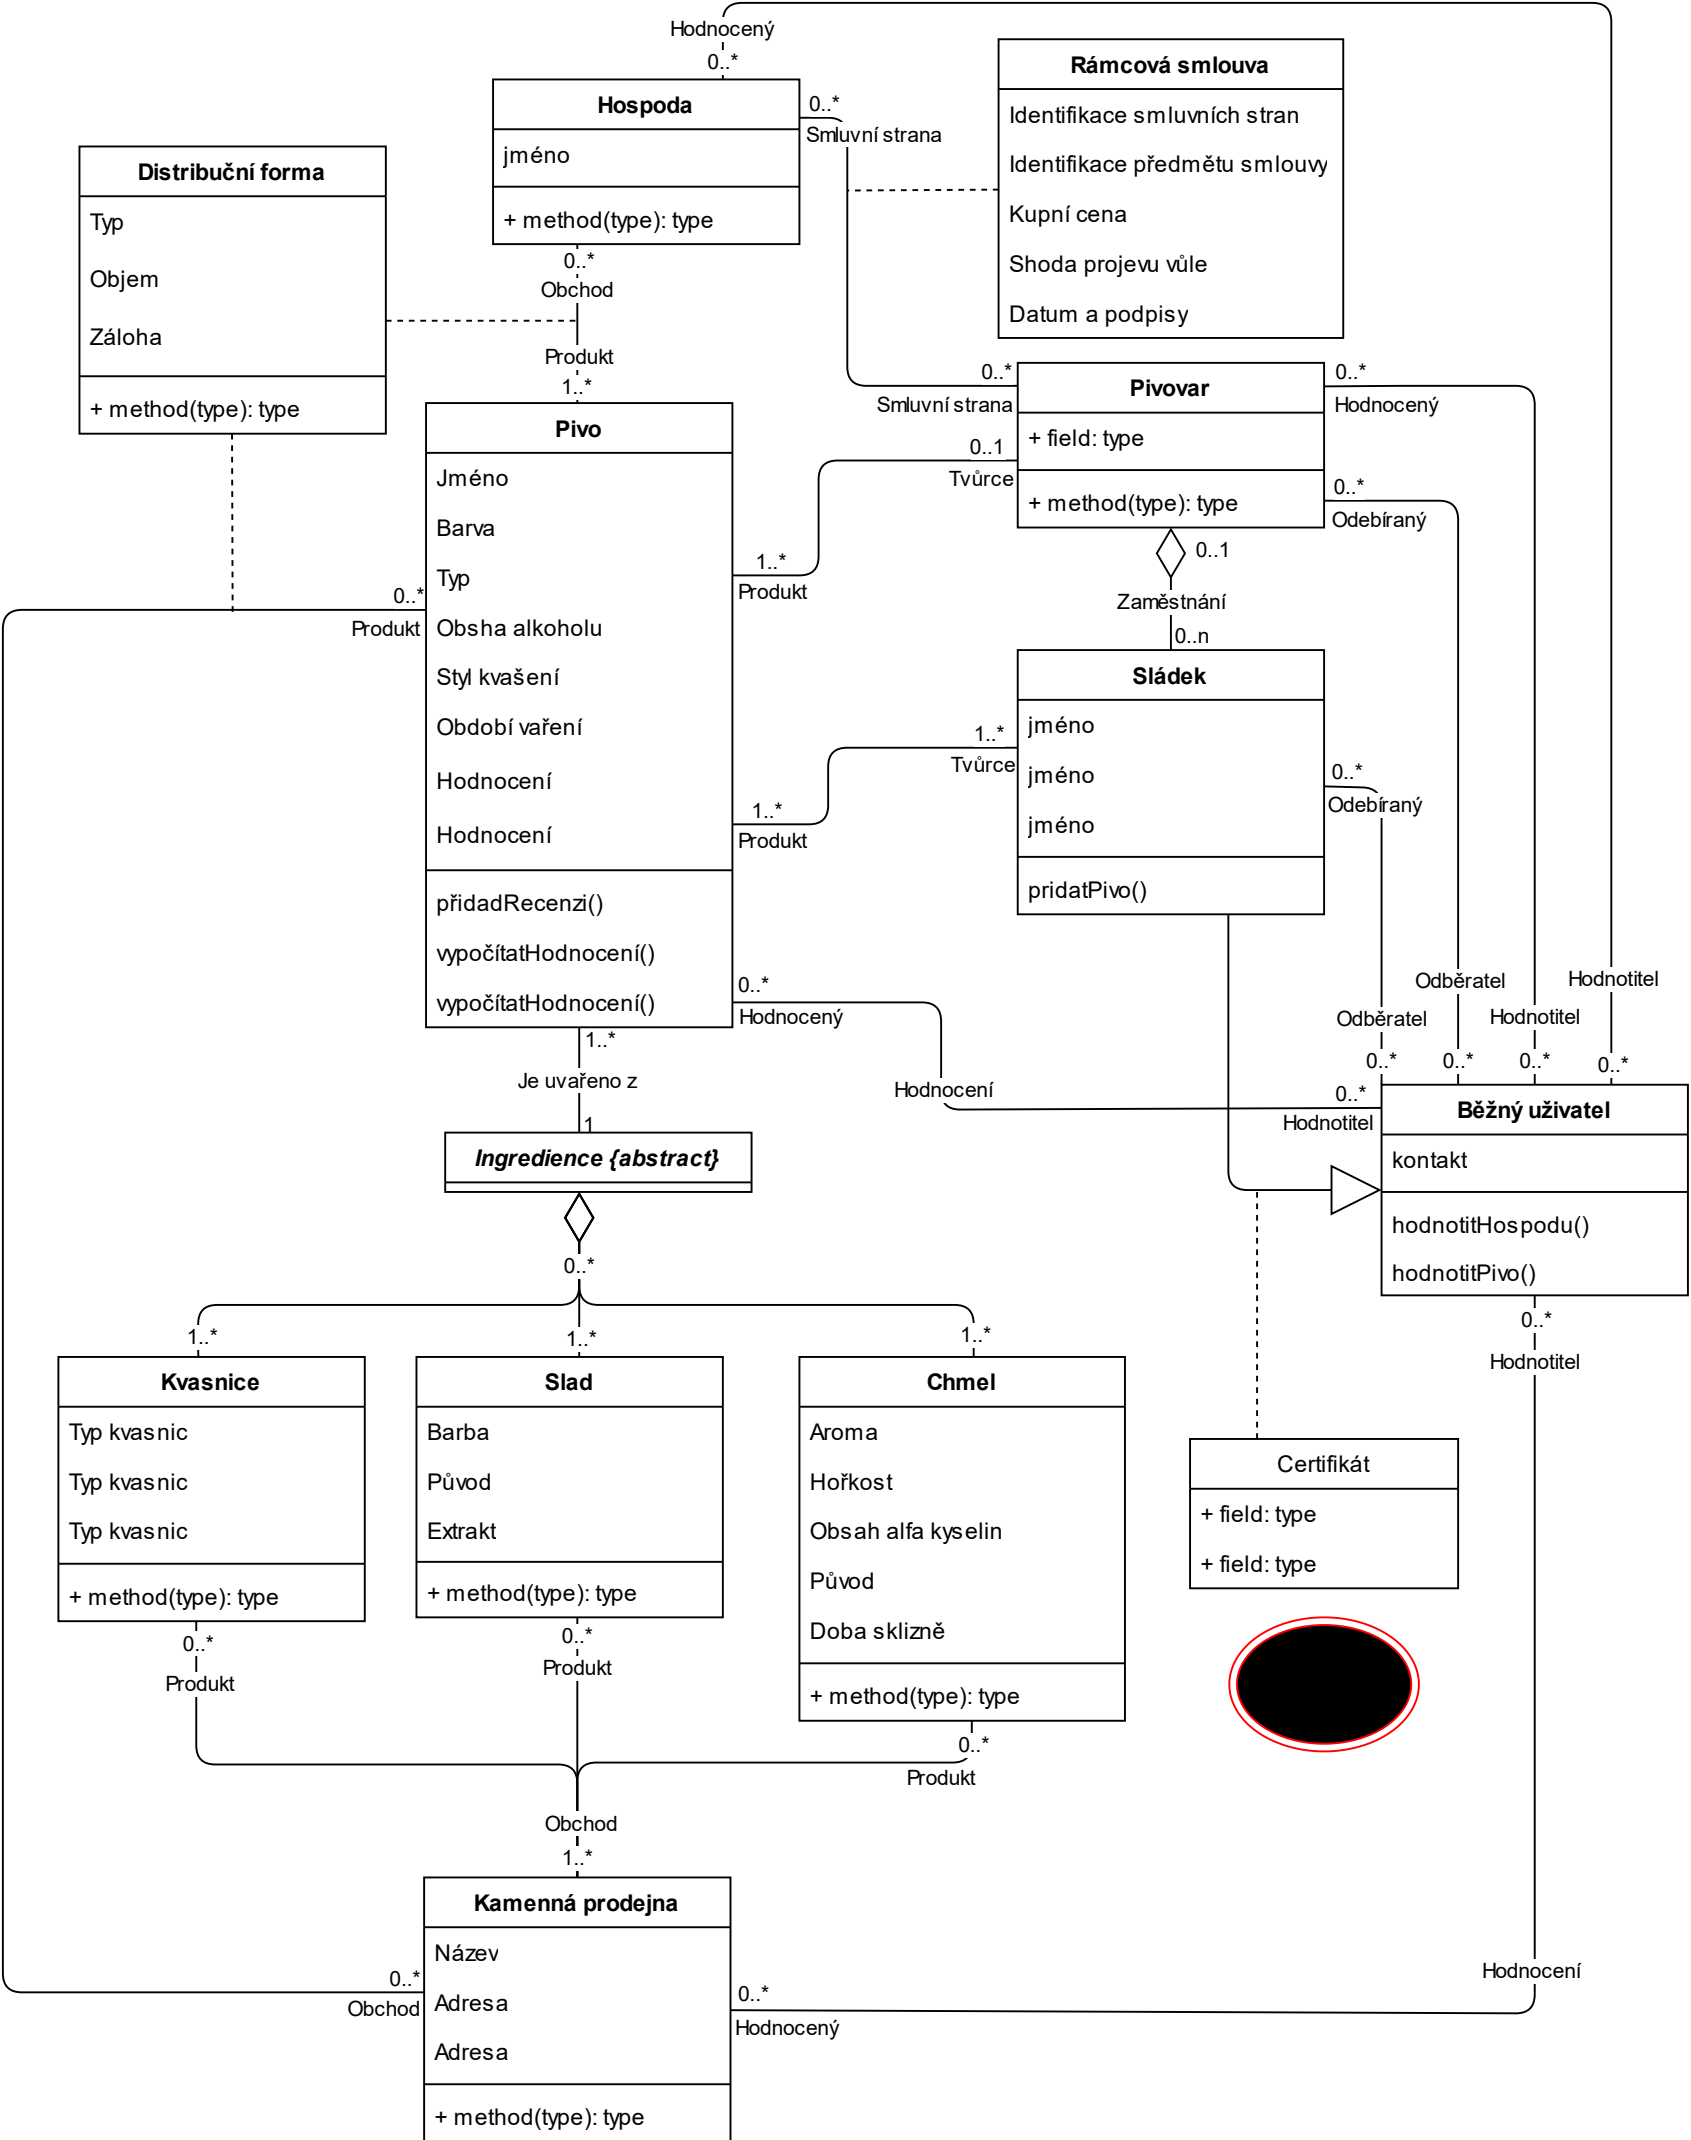 Hodnocený
0..*
Hospoda
jméno
+ method(type): type
0..*
Smluvní strana
Rámcová smlouva
Identifikace smluvních stran
Identifikace předmětu smlouvy
Kupní cena
Shoda projevu vůle
Datum a podpisy
Distribuční forma
Typ
Objem
Záloha
+ method(type): type
0..*
Obchod
Produkt
1..*
0..*
Smluvní strana
Pivovar
+ field: type
+ method(type): type
0..*
Hodnocený
0..1
Tvůrce
0..*
Odebíraný
Pivo
Jméno
Barva
Typ
Obsha alkoholu
Styl kvašení
Období vaření
Hodnocení
Hodnocení
přidadRecenzi()
vypočítatHodnocení()
vypočítatHodnocení()
1..*
Produkt
0..*
Produkt
0..1
Zaměstnání
0..n
Sládek
jméno
jméno
jméno
pridatPivo()
1..*
Tvůrce
1..*
Produkt
0..*
Odebíraný
0..*
Hodnocený
Hodnocení
Odběratel
0..*
Odběratel
0..*
Hodnotitel
0..*
Hodnotitel
0..*
0..*
Hodnotitel
Běžný uživatel
kontakt
hodnotitHospodu()
hodnotitPivo()
0..*
Hodnotitel
1..*
Je uvařeno z
1
Ingredience {abstract}
0..*
1..*
1..*
1..*
Kvasnice
Typ kvasnic
Typ kvasnic
Typ kvasnic
+ method(type): type
Slad
Barba
Původ
Extrakt
+ method(type): type
Chmel
Aroma
Hořkost
Obsah alfa kyselin
Původ
Doba sklizně
+ method(type): type
Certifikát
+ field: type
+ field: type
0..*
Produkt
0..*
Produkt
0..*
Produkt
Obchod
1..*
Kamenná prodejna
Název
Adresa
Adresa
+ method(type): type
0..*
Obchod
0..*
Hodnocený
Hodnocení